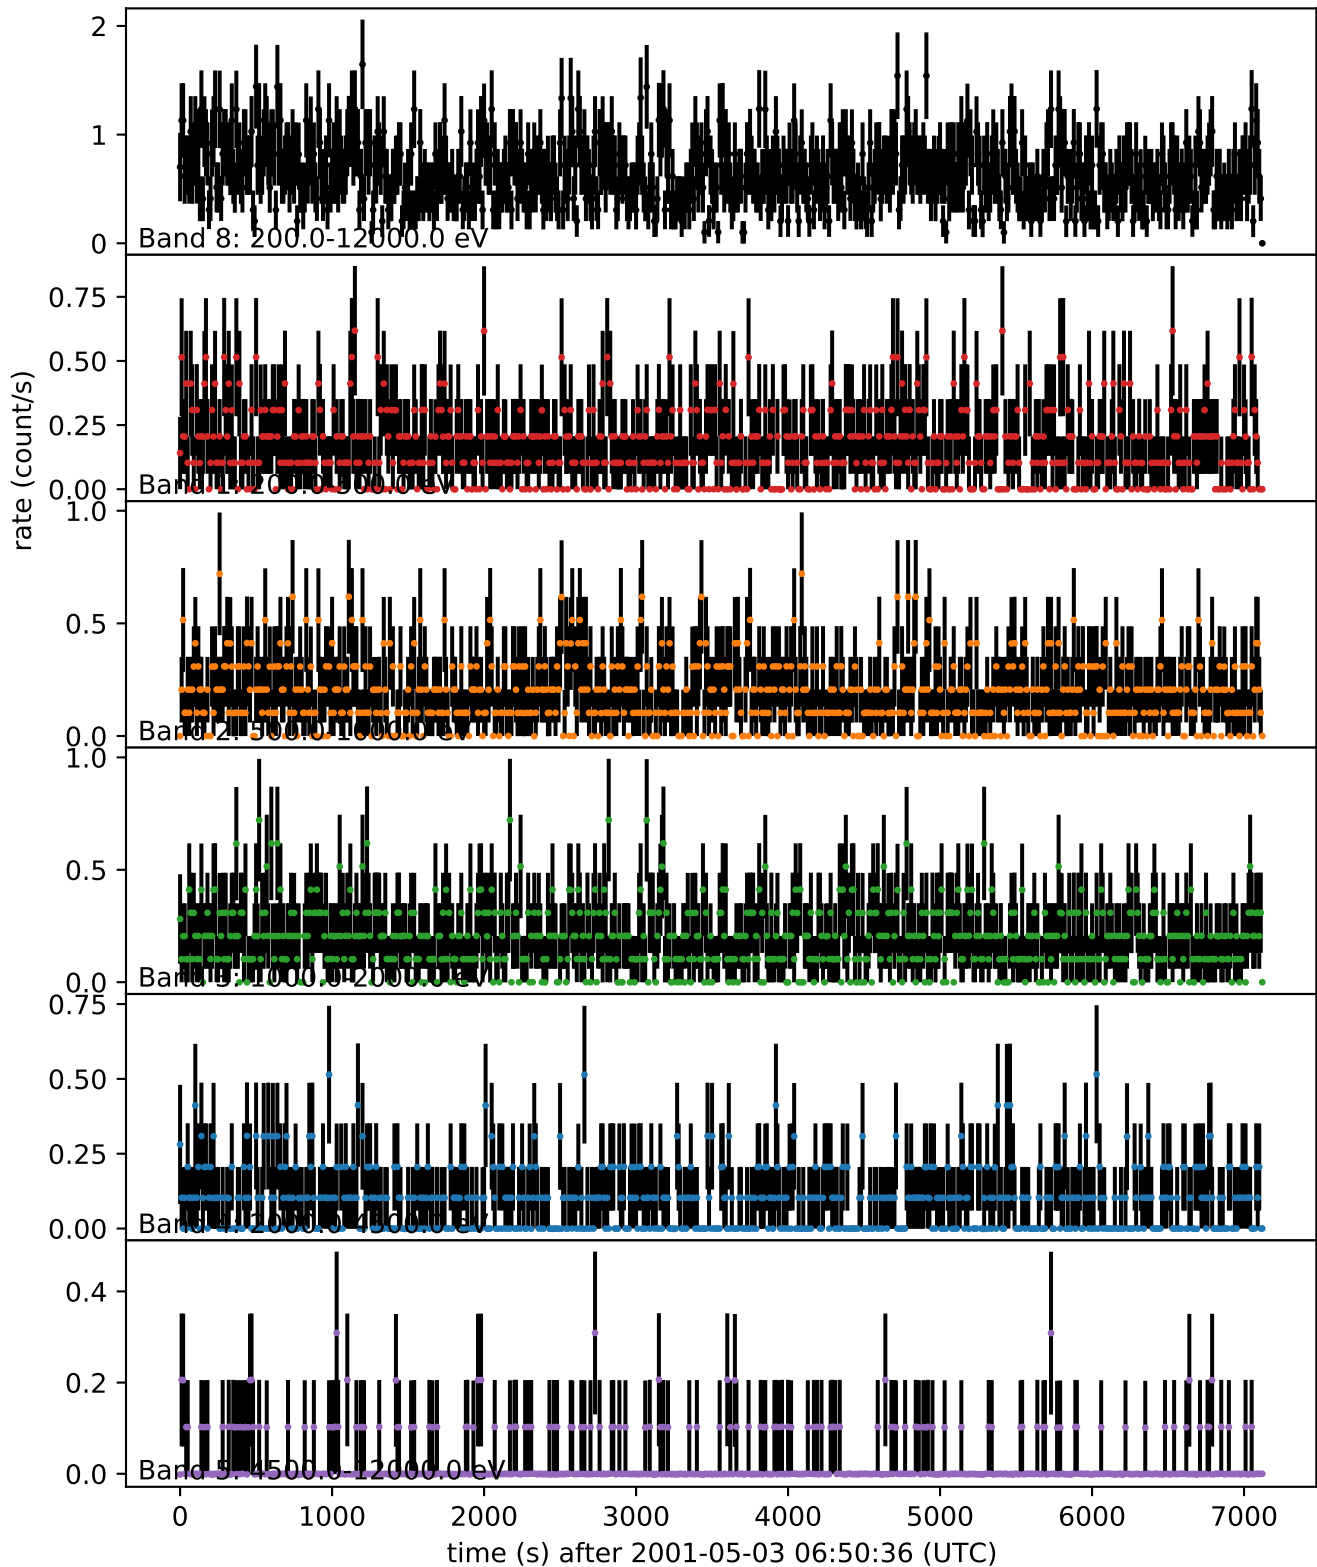 2
1
0
Band 8: 200.0-12000.0 eV
0.75
0.50
0.25
0.00
Band 1: 200.0-500.0 eV
rate (count/s)
1.0
0.5
0.0
Band 2: 500.0-1000.0 eV
1.0
0.5
0.0
Band 3: 1000.0-2000.0 eV
0.75
0.50
0.25
0.00
Band 4: 2000.0-4500.0 eV
0.4
0.2
0.0
Band 5: 4500.0-12000.0 eV
0 1000 2000 3000 4000 5000 6000 7000
time (s) after 2001-05-03 06:50:36 (UTC)